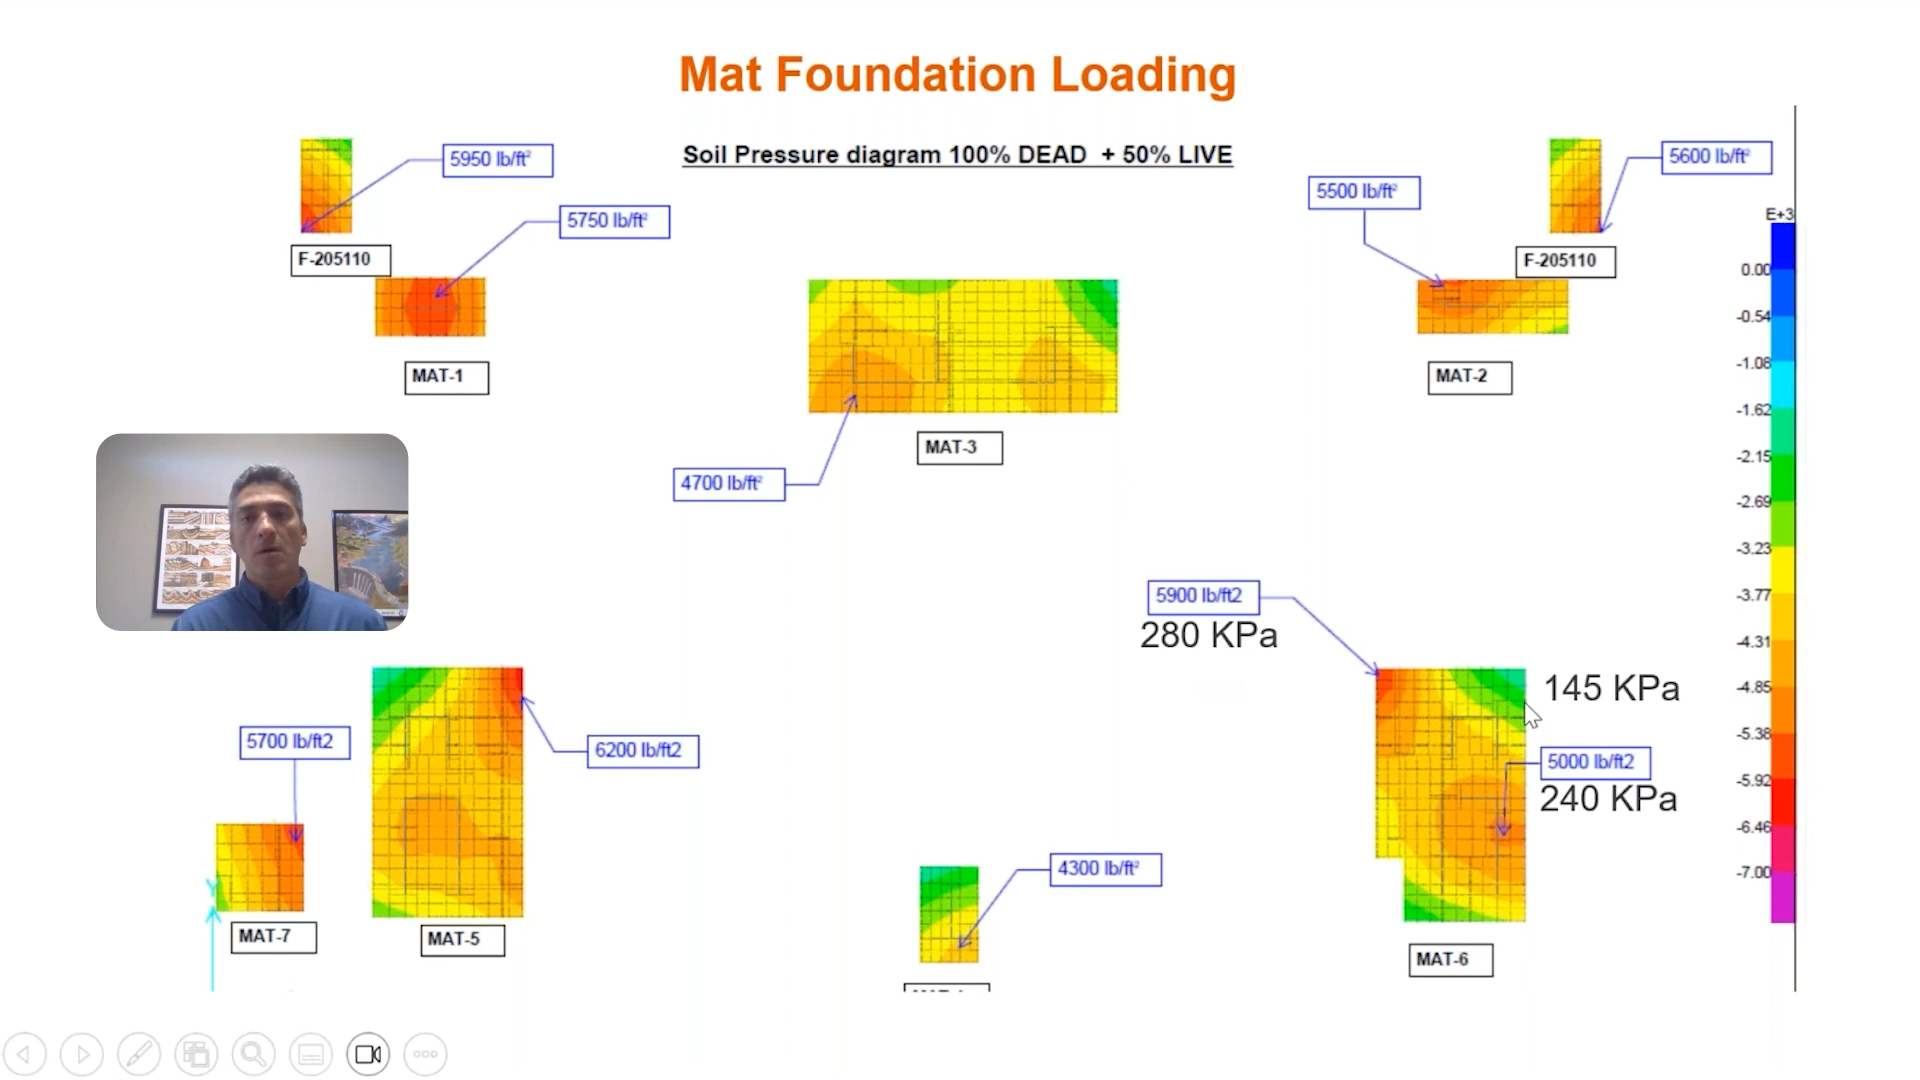 Mat Foundation Loading
Soil Pressure diagram 100% DEAD + 50% LIVE
5950 lb/ft²
5750 lb/ft²
F-205110
MAT-1
5500 lb/ft²
5600 lb/ft²
F-205110
MAT-2
MAT-3
4700 lb/ft²
E+3
0.00
-0.54
-1.08
-1.62
-2.15
-2.69
-3.23
-3.77
-4.31
-4.85
-5.38
-5.92
-6.46
-7.00
5900 lb/ft2
280 KPa
145 KPa
5000 lb/ft2
240 KPa
MAT-6
5700 lb/ft2
6200 lb/ft2
Y
MAT-7
MAT-5
4300 lb/ft²